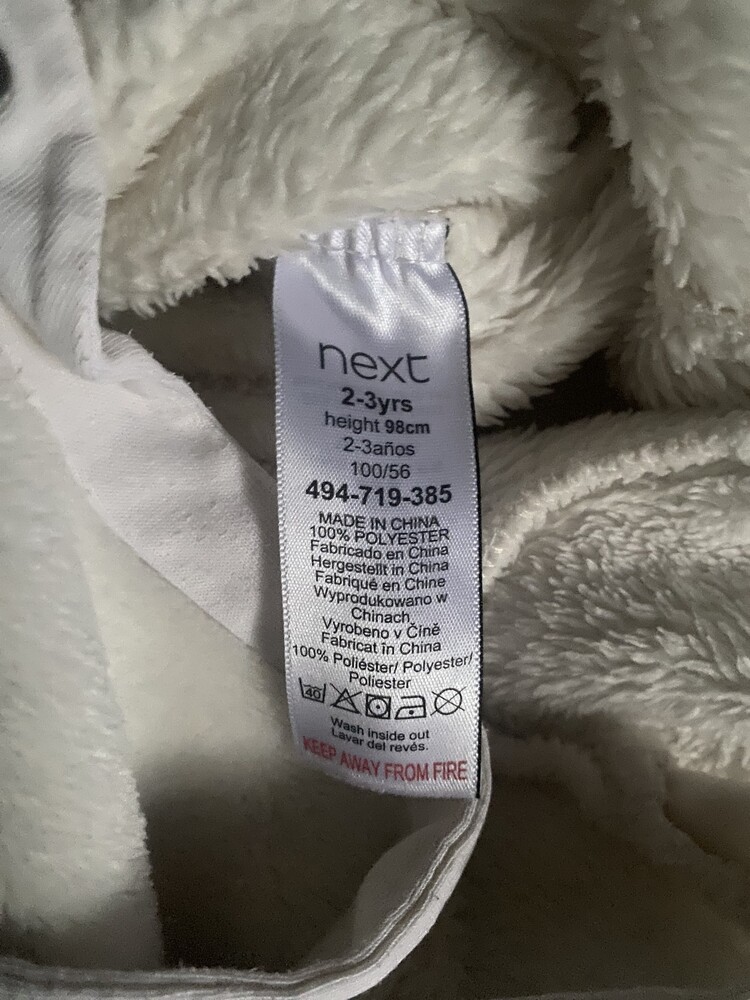 next
2-3yrs
height 98cm
2-3años
100/56
494-719-385
MADE IN CHINA
100% POLYESTER
Fabricado en China
Hergestellt in China
Fabriqué en Chine
Wyprodukowano w
Chinach
Vyrobeno v Číně
Fabricat în China
100% Poliéster/ Polyester/
Poliester
40
Wash inside out
Lavar del revés.
KEEP AWAY FROM FIRE